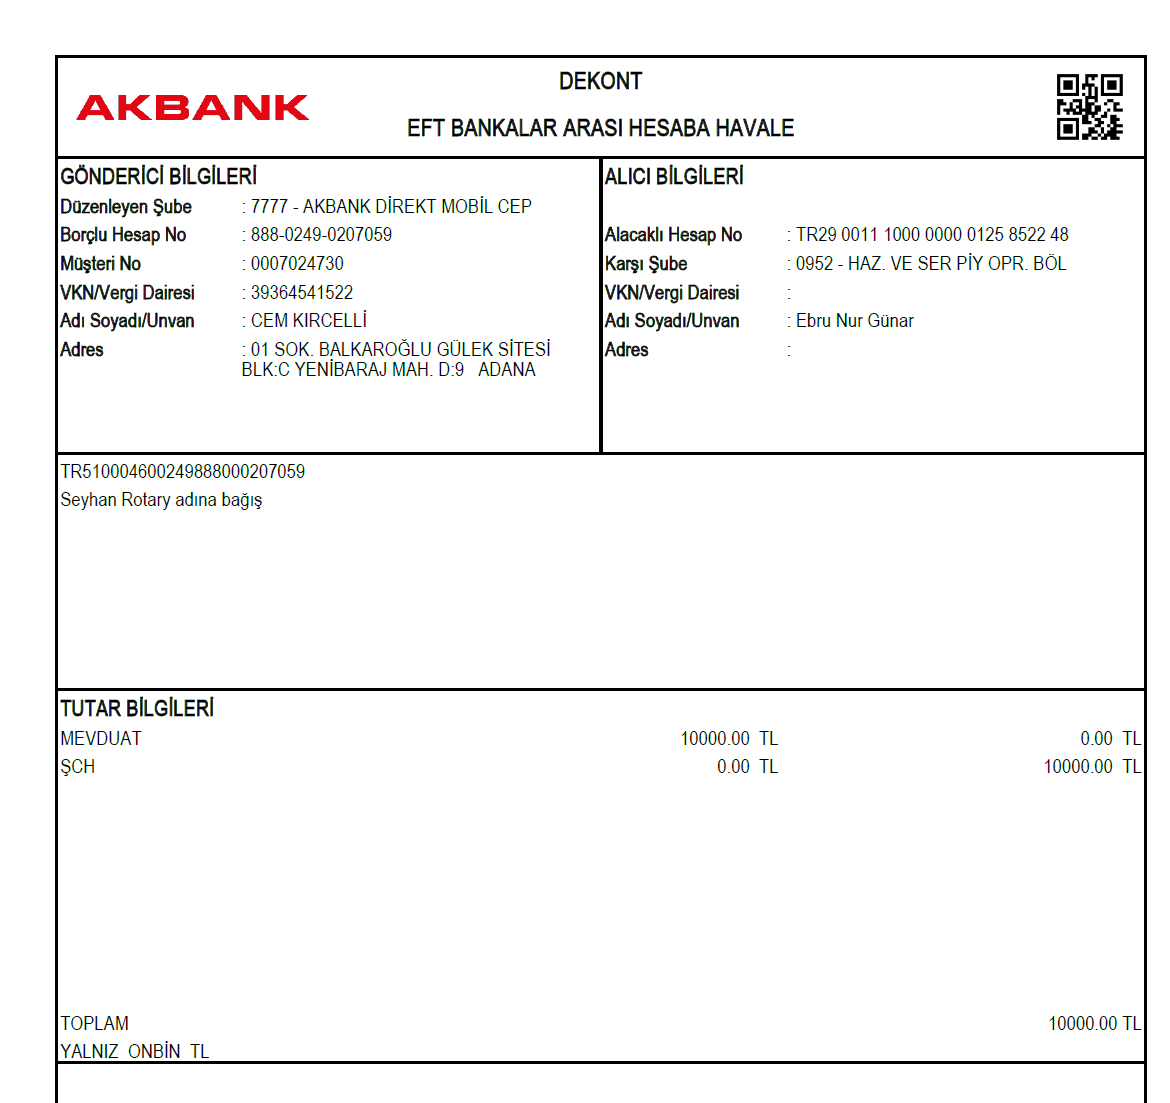 AKBANK
DEKONT
EFT BANKALAR ARASI HESABA HAVALE
GÖNDERİCİ BİLGİLERİ
Düzenleyen Şube : 7777 - AKBANK DİREKT MOBİL CEP
Borçlu Hesap No : 888-0249-0207059
Müşteri No : 0007024730
VKN/Vergi Dairesi : 39364541522
Adı Soyadı/Unvan : CEM KIRCELLİ
Adres : 01 SOK. BALKAROĞLU GÜLEK SİTESİ
BLK:C YENİBARAJ MAH. D:9 ADANA
ALICI BİLGİLERİ
Alacaklı Hesap No : TR29 0011 1000 0000 0125 8522 48
Karşı Şube : 0952 - HAZ. VE SER PİY OPR. BÖL
VKN/Vergi Dairesi :
Adı Soyadı/Unvan : Ebru Nur Günar
Adres :
TR510004600249888000207059
Seyhan Rotary adına bağış
TUTAR BİLGİLERİ
MEVDUAT 10000.00 TL 0.00 TL
ŞCH 0.00 TL 10000.00 TL
TOPLAM 10000.00 TL
YALNIZ ONBİN TL